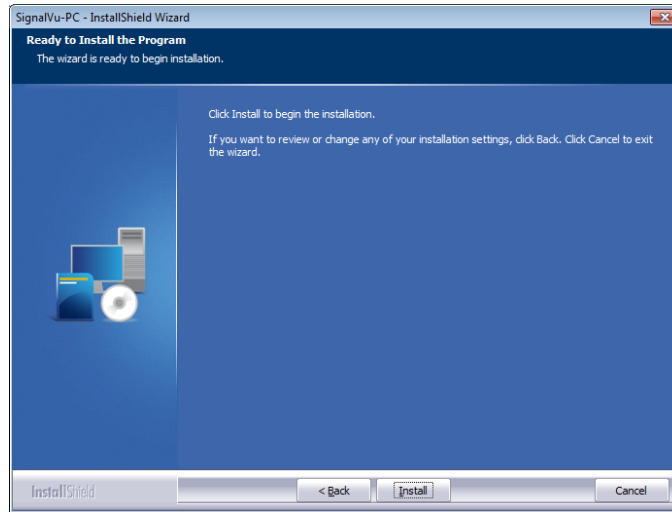 SignalVu-PC - InstallShield Wizard
Ready to Install the Program
The wizard is ready to begin installation.
Click Install to begin the installation.
If you want to review or change any of your installation settings, click Back. Click Cancel to exit
the wizard.
InstallShield
< Back
Install
Cancel